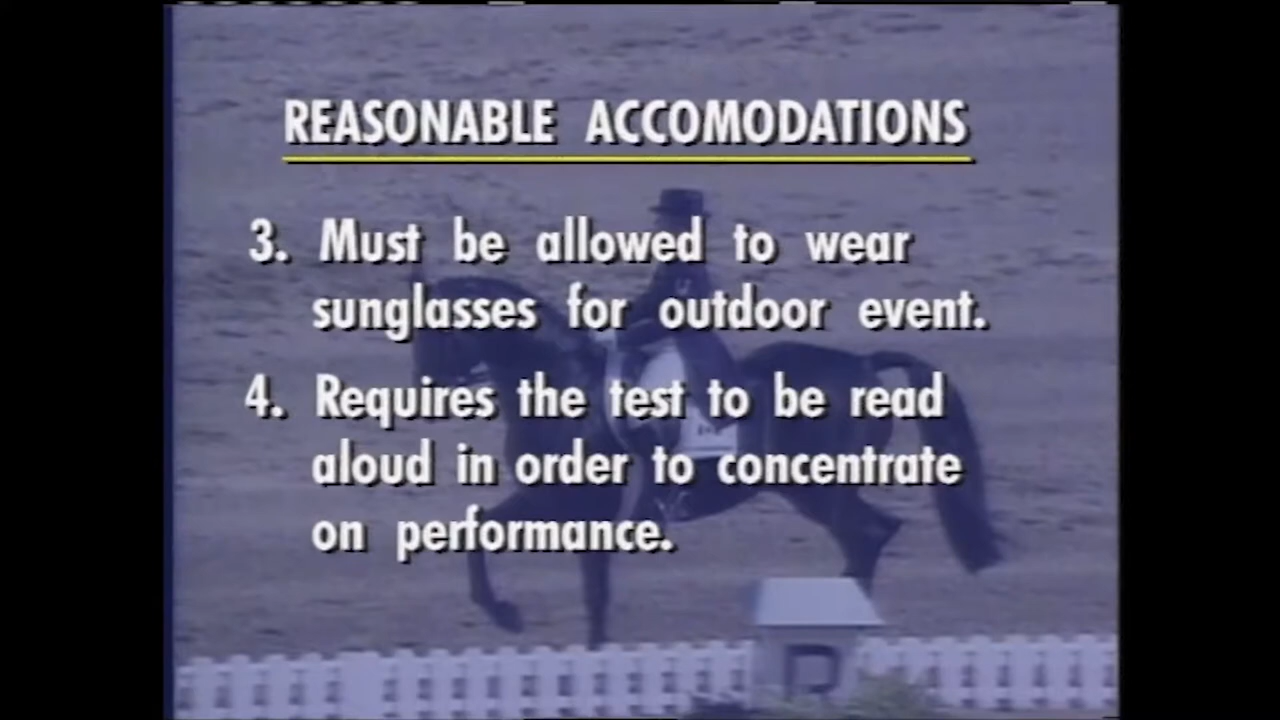 REASONABLE ACCOMODATIONS
3. Must be allowed to wear
sunglasses for outdoor event.
4. Requires the test to be read
aloud in order to concentrate
on performance.